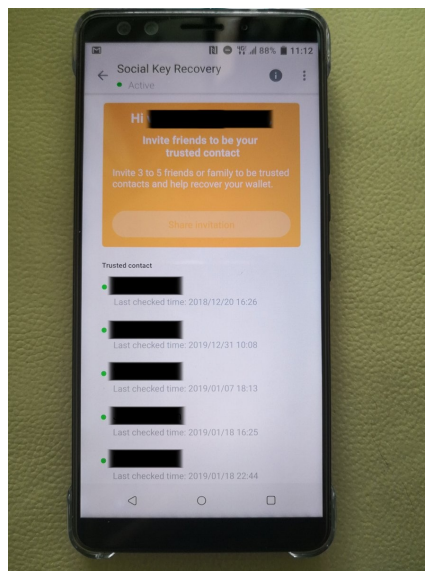 88% 11:12
Social Key Recovery
Active
Hi
Invite friends to be your
trusted contact
Invite 3 to 5 friends or family to be trusted
contacts and help recover your wallet.
Share invitation
Trusted contact
Last checked time: 2018/12/20 16:26
Last checked time: 2019/12/31 10:08
Last checked time: 2019/01/07 18:13
Last checked time: 2019/01/18 16:25
Last checked time: 2019/01/18 22:44